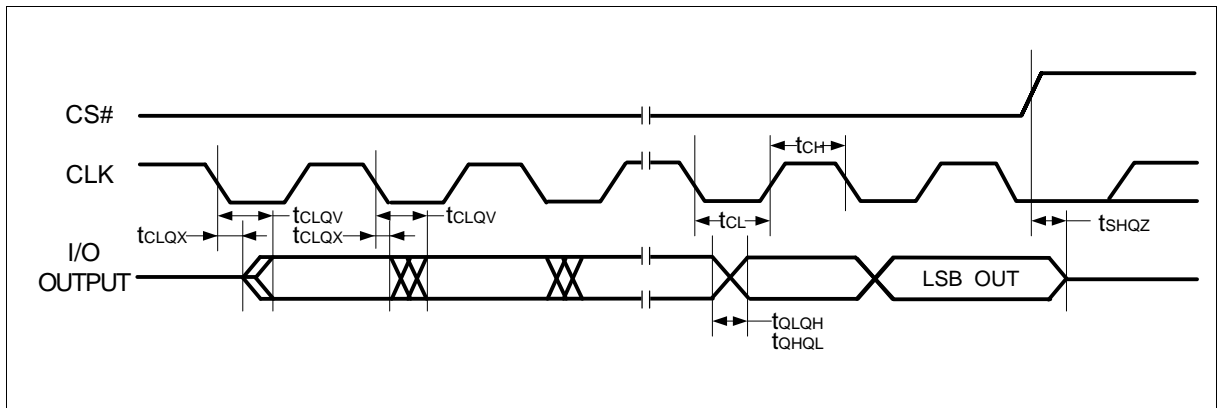 CS#
tCH
CLK
tCLQV
tCLQV
tCL
tCLQX
tCLQX
tSHQZ
I/O
OUTPUT
LSB OUT
tQLQH
tQHQL